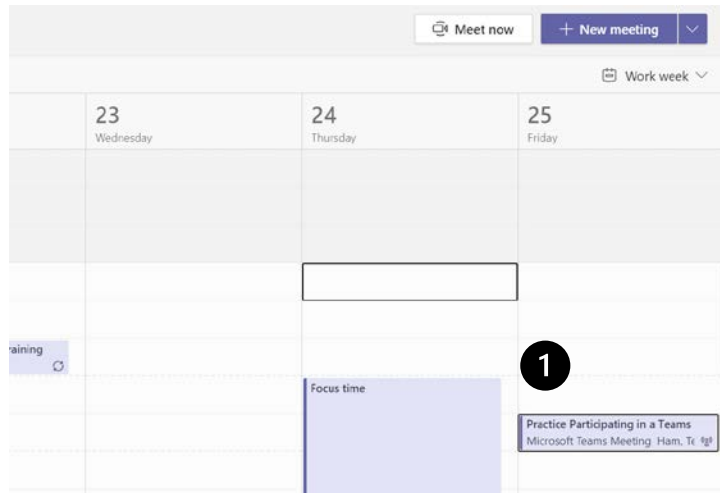 Meet now
+ New meeting
Work week
23
Wednesday
24
Thursday
25
Friday
raining
1
Focus time
Practice Participating in a Teams
Microsoft Teams Meeting Ham, Te